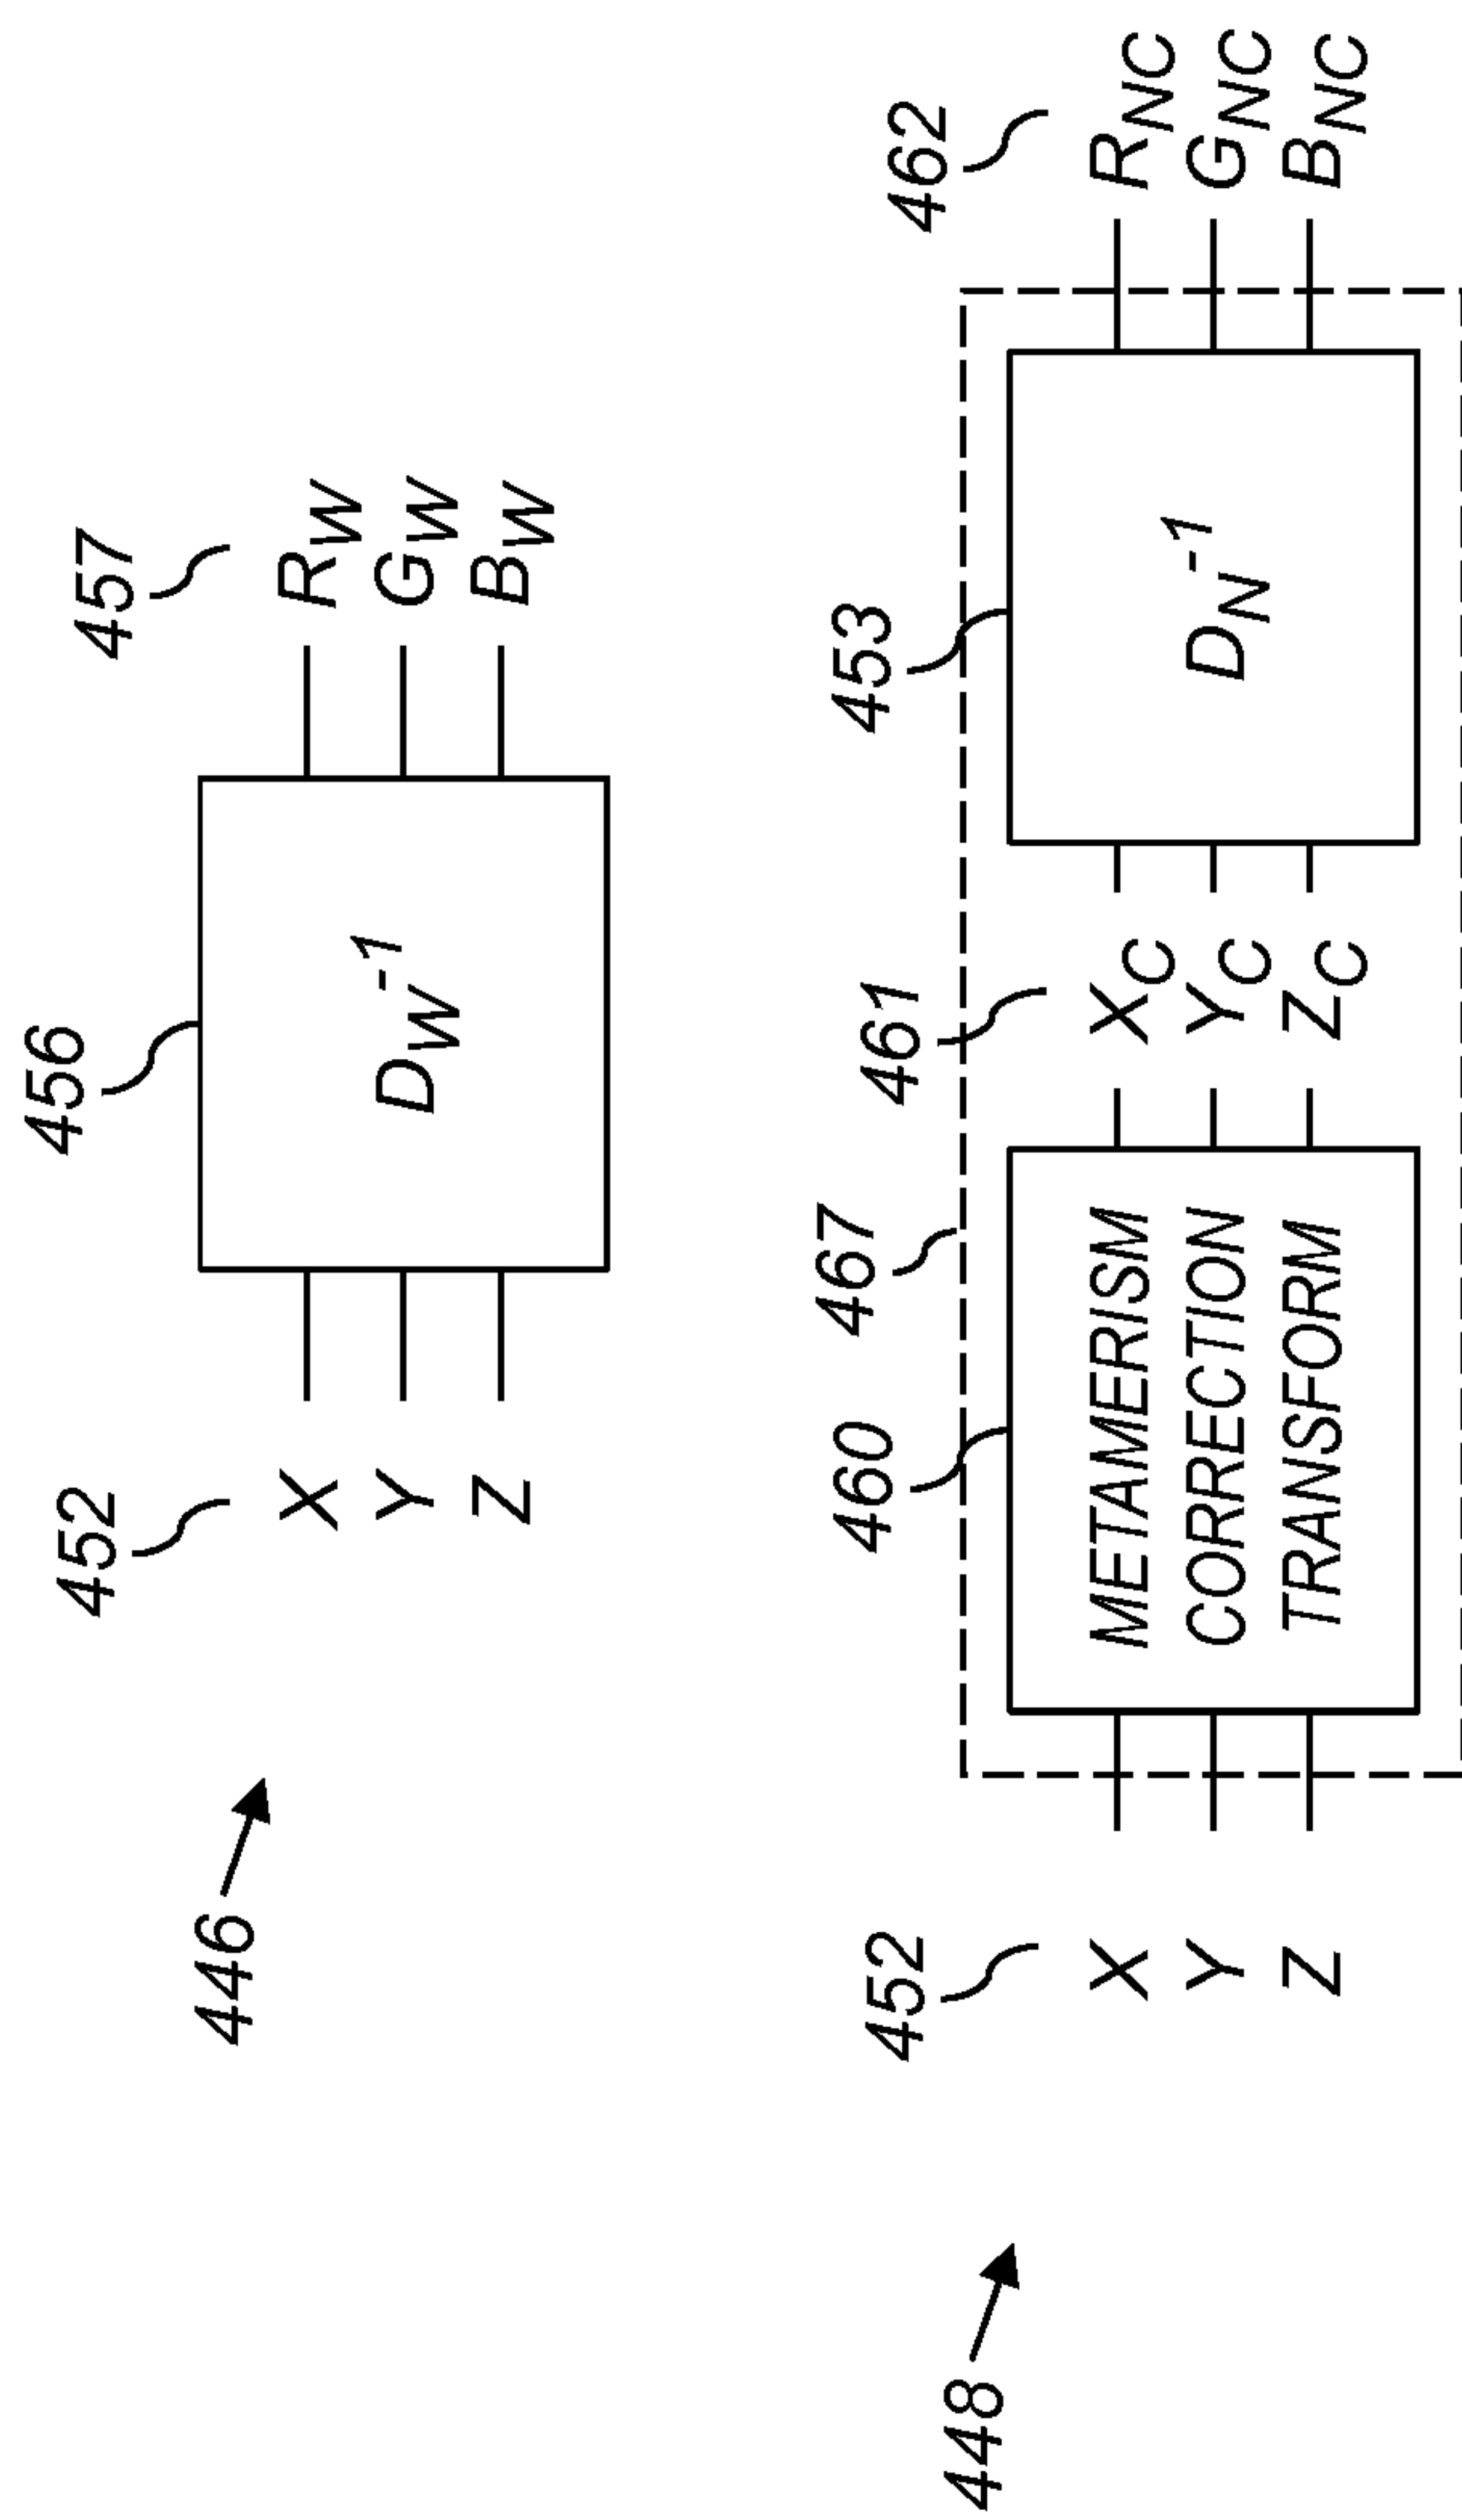 446
452
X
Y
Z
456
D_W^-1
457
R_W
G_W
B_W
448
452
X
Y
Z
467
460
METAMERISM
CORRECTION
TRANSFORM
461
X_C
Y_C
Z_C
453
D_N^-1
462
R_NC
G_NC
B_NC